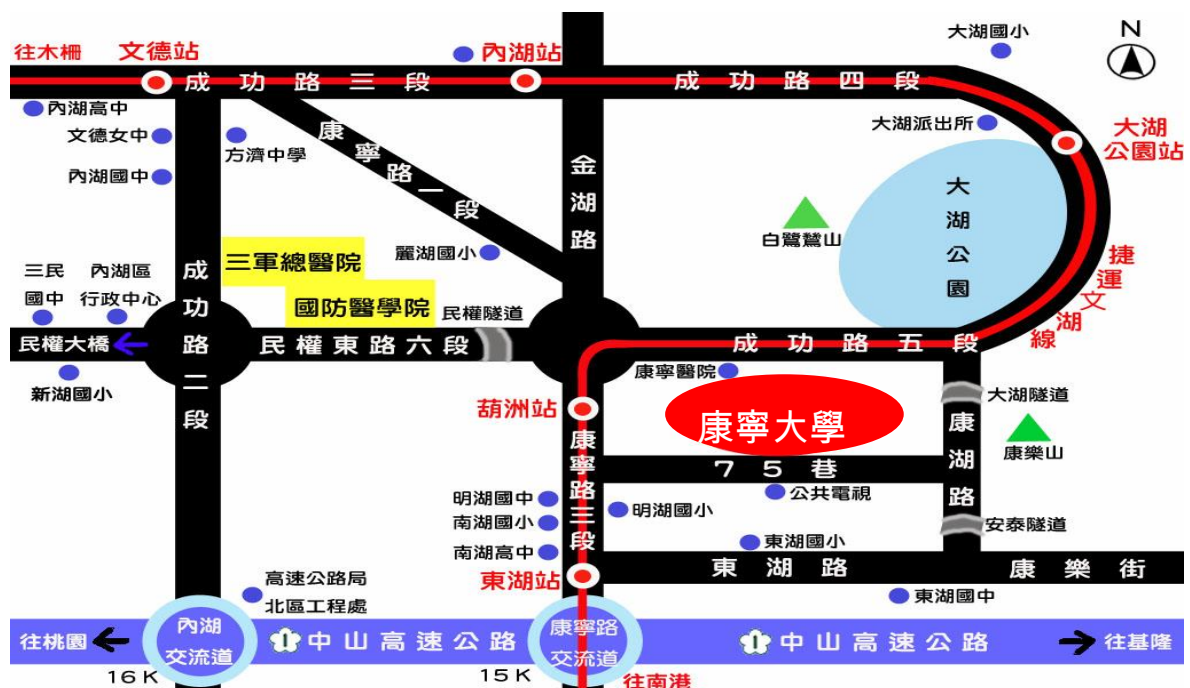 往木柵
文德站
內湖站
大湖國小
N
成功路三段
成功路四段
內湖高中
文德女中
方濟中學
內湖國中
康寧路一段
金湖路
大湖派出所
大湖
公園站
大湖公園
白鷺鷥山
麗湖國小
三軍總醫院
國防醫學院
三民
國中
內湖區
行政中心
成功路二段
民權隧道
捷運文湖線
民權大橋
民權東路六段
成功路五段
新湖國小
康寧醫院
葫洲站
康寧大學
大湖隧道
康樂山
康湖路
康寧路三段
75巷
明湖國中
明湖國小
公共電視
南湖國小
安泰隧道
南湖高中
東湖國小
東湖站
東湖路
康樂街
高速公路局
北區工程處
東湖國中
往桃園
內湖
交流道
1
中山高速公路
康寧路
交流道
1
中山高速公路
往基隆
16K
15K
往南港